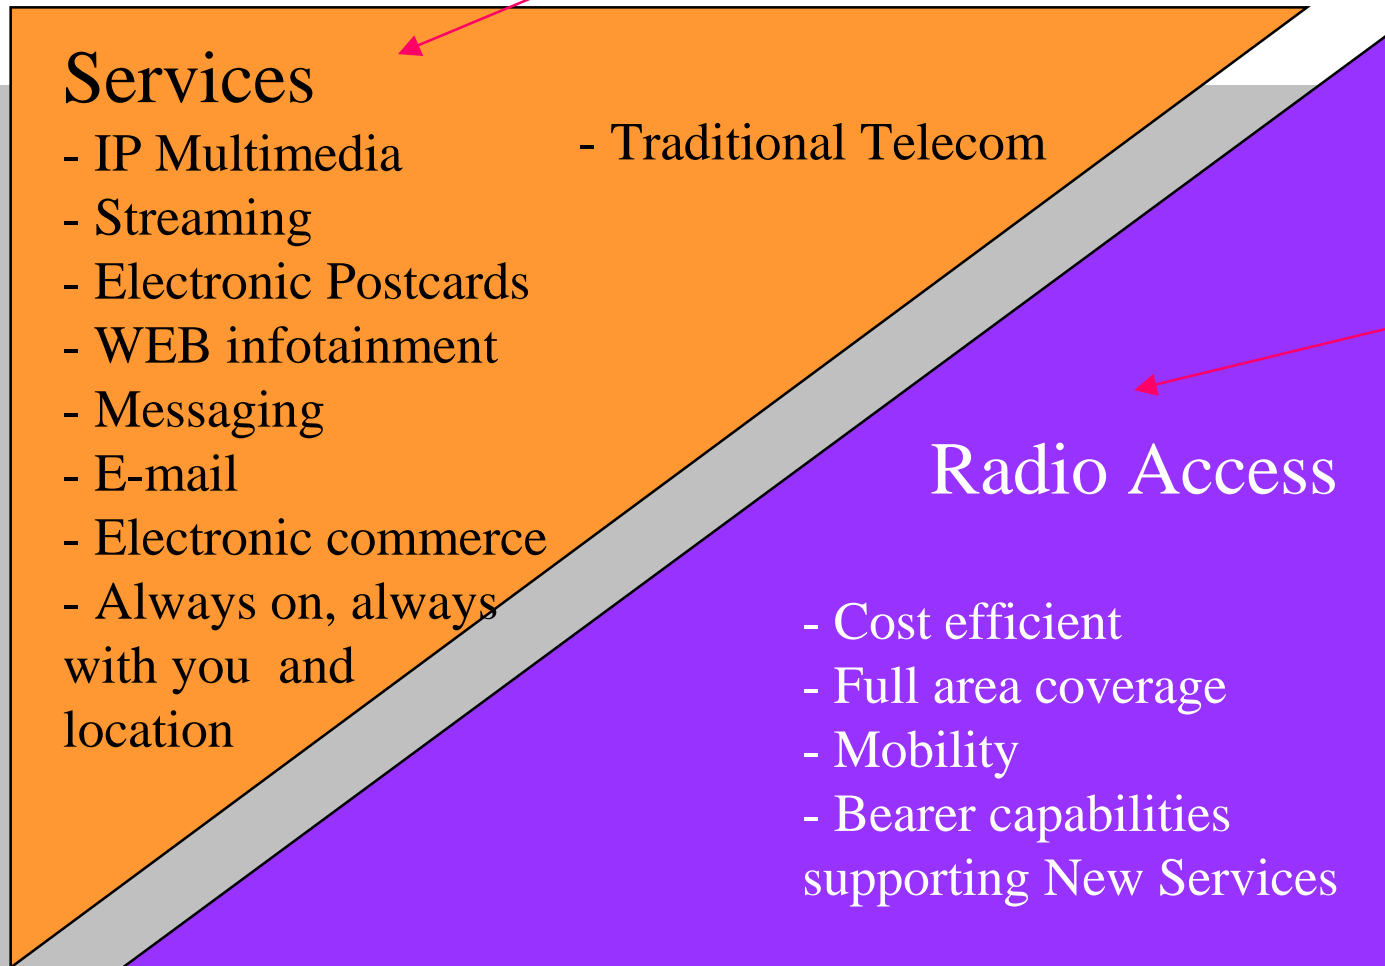 Services
- IP Multimedia
- Streaming
- Electronic Postcards
- WEB infotainment
- Messaging
- E-mail
- Electronic commerce
- Always on, always
with you  and
location
- Traditional Telecom
Radio Access
- Cost efficient
- Full area coverage
- Mobility
- Bearer capabilities
supporting New Services